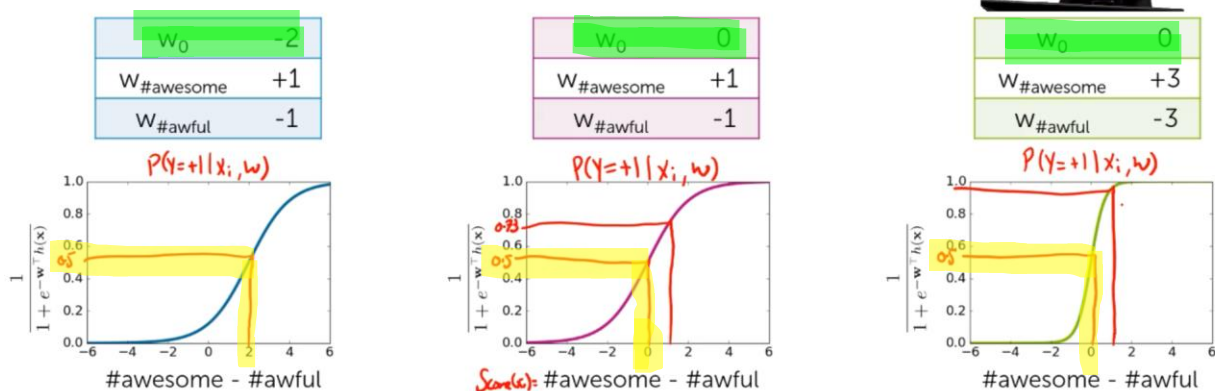 w0 -2
w#awesome +1
w#awful -1
P(Y=+1|xi,w)
1.0
0.8
0.6
0.5
0.4
0.2
0.0
1
1 + e^-w⊤h(x)
-6 -4 -2 0 2 4 6
#awesome - #awful
w0 0
w#awesome +1
w#awful -1
P(Y=+1|xi,w)
1.0
0.8
0.73
0.6
0.5
0.4
0.2
0.0
1
1 + e^-w⊤h(x)
-6 -4 -2 0 2 4 6
Score(x)= #awesome - #awful
w0 0
w#awesome +3
w#awful -3
P(Y=+1|xi,w)
1.0
0.8
0.6
0.5
0.4
0.2
0.0
1
1 + e^-w⊤h(x)
-6 -4 -2 0 2 4 6
#awesome - #awful